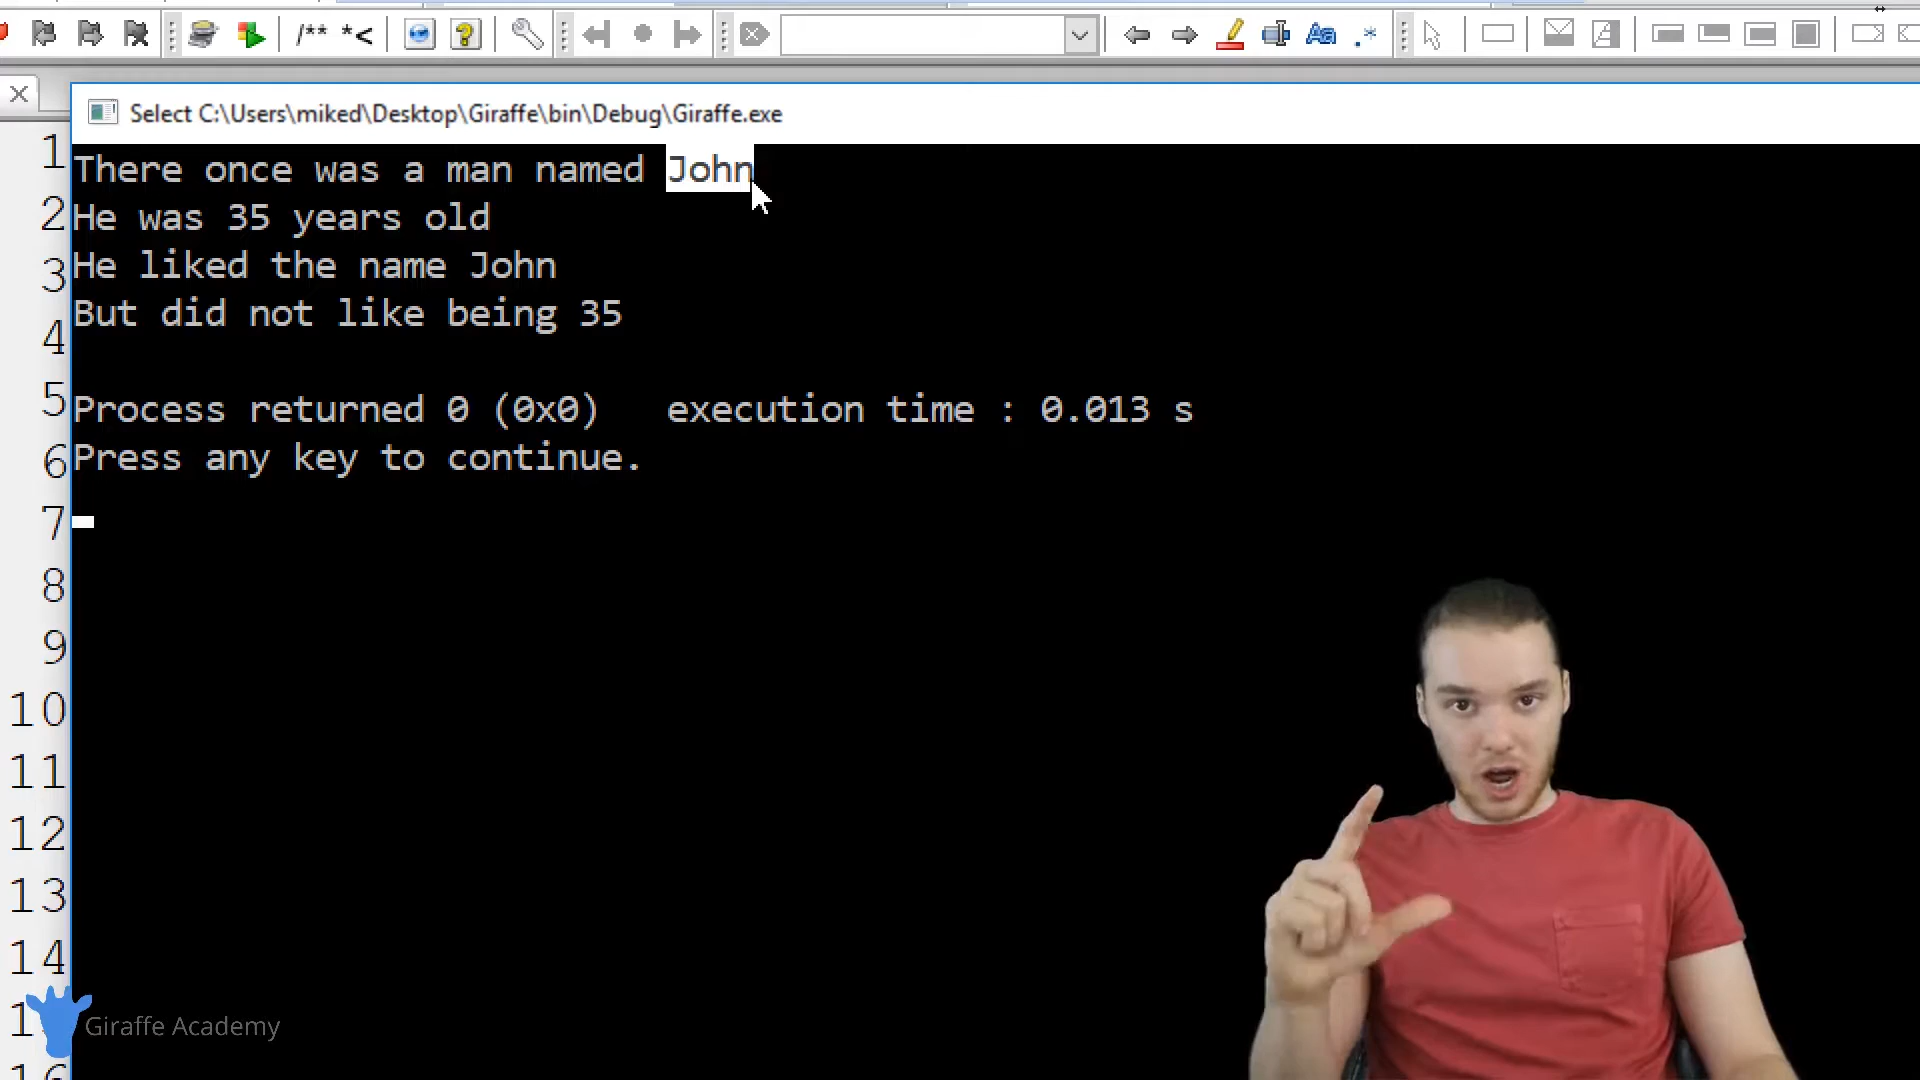 /** *<
Aa .*
Select C:\Users\miked\Desktop\Giraffe\bin\Debug\Giraffe.exe
There once was a man named John
He was 35 years old
He liked the name John
But did not like being 35
Process returned 0 (0x0)   execution time : 0.013 s
Press any key to continue.
1
2
3
4
5
6
7
8
9
10
11
12
13
14
Giraffe Academy